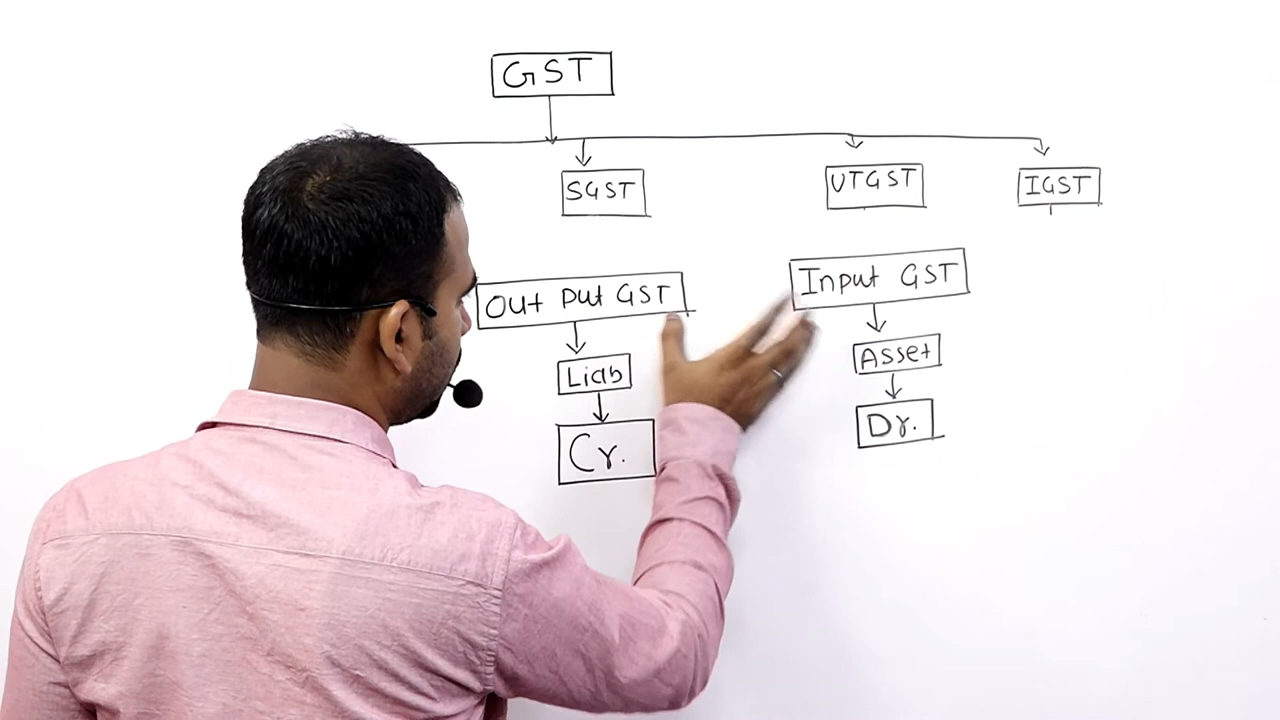 GST
SGST
UTGST
IGST
Out Put GST
Liab
Cr.
Input GST
Asset
Dr.